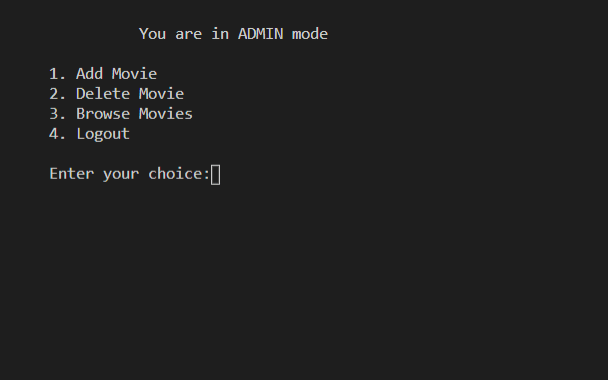 You are in ADMIN mode
1. Add Movie
2. Delete Movie
3. Browse Movies
4. Logout
Enter your choice: